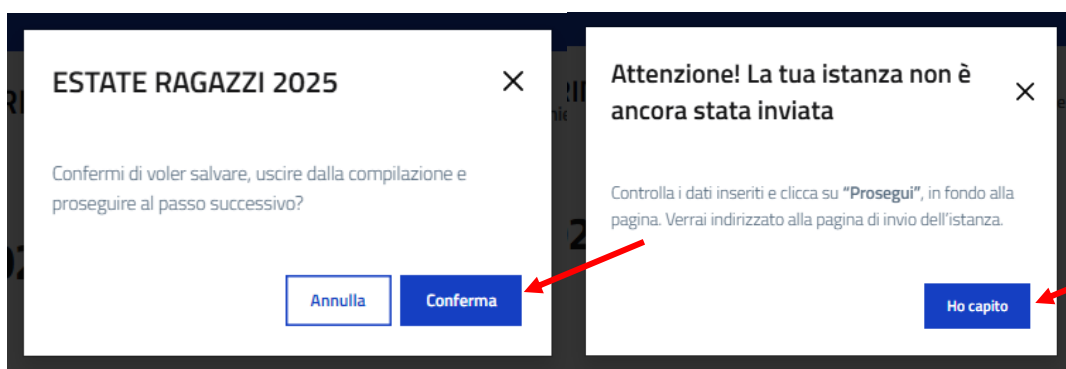 ESTATE RAGAZZI 2025
Confermi di voler salvare, uscire dalla compilazione e
proseguire al passo successivo?
Annulla
Conferma
Attenzione! La tua istanza non è
ancora stata inviata
Controlla i dati inseriti e clicca su “Prosegui”, in fondo alla
pagina. Verrai indirizzato alla pagina di invio dell’istanza.
Ho capito